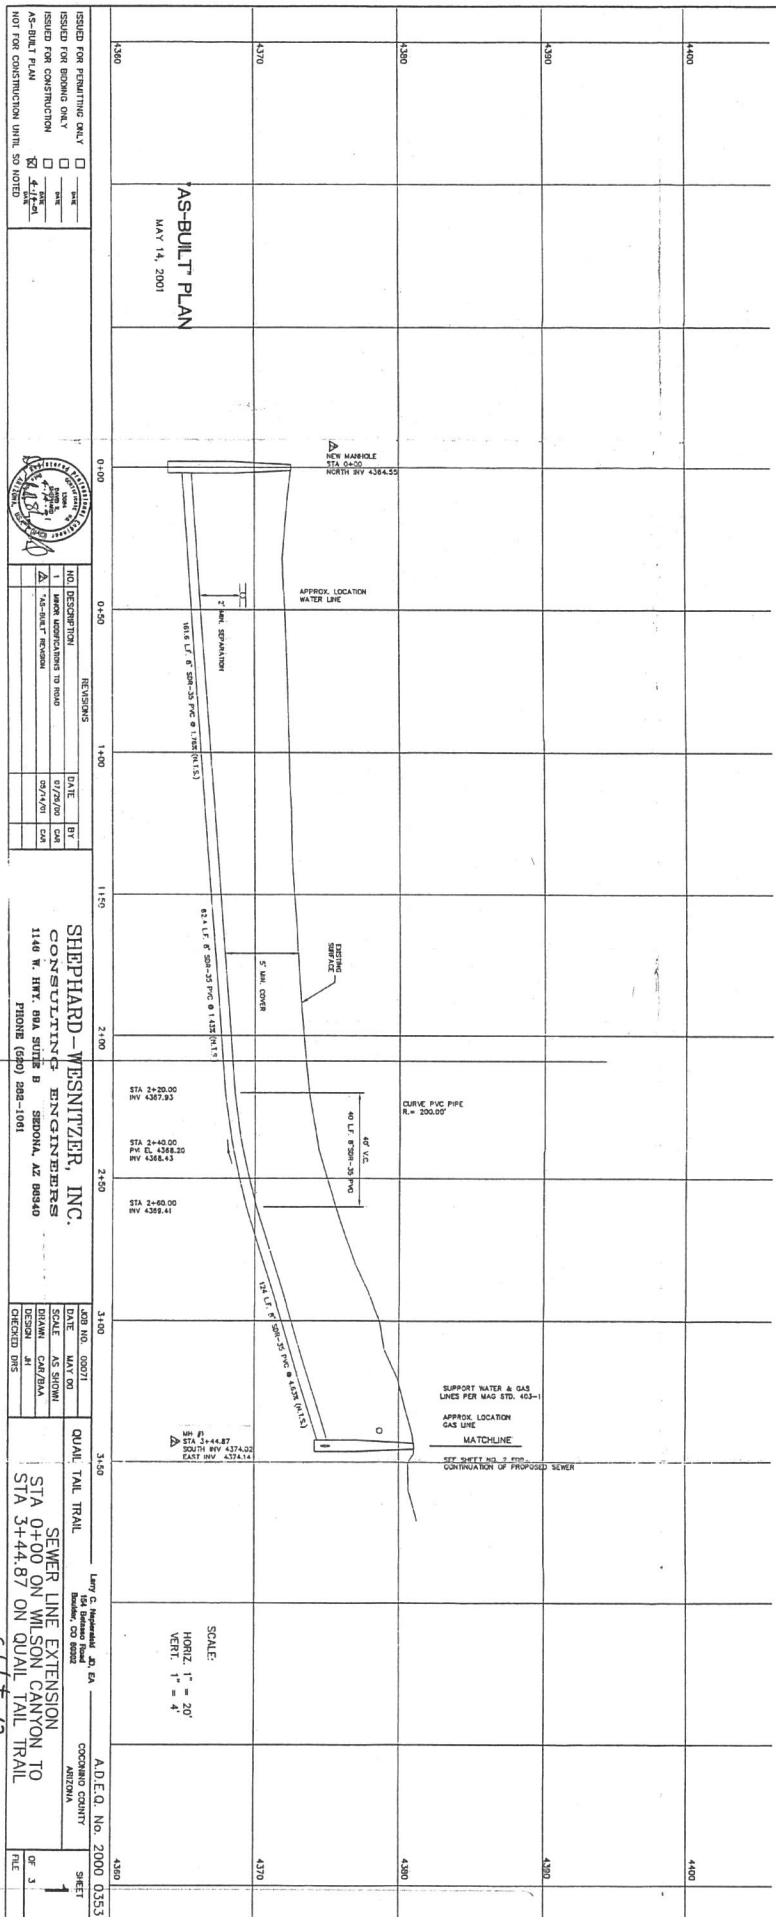 4400
4390
4380
4370
4360
"AS-BUILT" PLAN
MAY 14, 2001
NEW MANHOLE
STA 0+00
NORTH INV 4364.55
APPROX. LOCATION
WATER LINE
2' MIN. SEPARATION
161.6 L.F. 8" SDR-35 PVC @ 1.76% (N.T.S.)
EXISTING
SURFACE
5' MIN. COVER
62.4 L.F. 8" SDR-35 PVC @ 1.43% (N.T.S.)
CURVE PVC PIPE
R.= 200.00'
40' V.C.
40 L.F. 8" SDR-35 PVC
STA 2+20.00
INV 4367.93
STA 2+40.00
PVI EL 4368.20
INV 4368.43
STA 2+60.00
INV 4369.41
124 L.F. 8" SDR-35 PVC @ 4.63% (N.T.S.)
SUPPORT WATER & GAS
LINES PER MAG STD. 403-1
APPROX. LOCATION
GAS LINE
MATCHLINE
SEE SHEET NO. 2 FOR
CONTINUATION OF PROPOSED SEWER
MH #1
STA 3+44.87
SOUTH INV 4374.02
EAST INV 4374.14
SCALE:
HORIZ. 1" = 20'
VERT. 1" = 4'
4400
4390
4380
4370
4360
0+00
0+50
1+00
1+50
2+00
2+50
3+00
3+50
A.D.E.Q. No. 2000 0353
ISSUED FOR PERMITTING ONLY DATE
ISSUED FOR BIDDING ONLY DATE
ISSUED FOR CONSTRUCTION DATE
AS-BUILT PLAN DATE
NOT FOR CONSTRUCTION UNTIL SO NOTED
REVISIONS
NO. DESCRIPTION DATE BY
1 MINOR MODIFICATIONS TO ROAD 07/26/00 CAR
"AS-BUILT" REVISION 05/14/01 CAR
SHEPHARD-WESNITZER, INC.
CONSULTING ENGINEERS
1146 W. HWY. 89A SUITE B SEDONA, AZ 86340
PHONE (520) 282-1061
JOB NO. 00071
DATE MAY 00
SCALE AS SHOWN
DRAWN CAR/BAA
DESIGN JH
CHECKED DRS
QUAIL TAIL TRAIL
Boulder, CO 80302
COCONINO COUNTY
ARIZONA
SEWER LINE EXTENSION
STA 0+00 ON WILSON CANYON TO
STA 3+44.87 ON QUAIL TAIL TRAIL
SHEET
1
OF 3
FILE